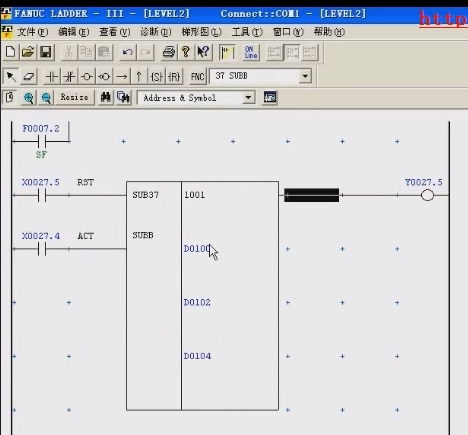 FANUC LADDER - III - [LEVEL2] Connect::COM1 - [LEVEL2]
http
文件(F) 编辑(E) 查看(V) 诊断(D) 梯形图(L) 工具(T) 窗口(W) 帮助(H)
ON Line
{S} {R} FNC 37 SUBB
Resize Address & Symbol
F0007.2
SF
X0027.5 RST SUB37 1001 Y0027.5
X0027.4 ACT SUBB
D0100
D0102
D0104